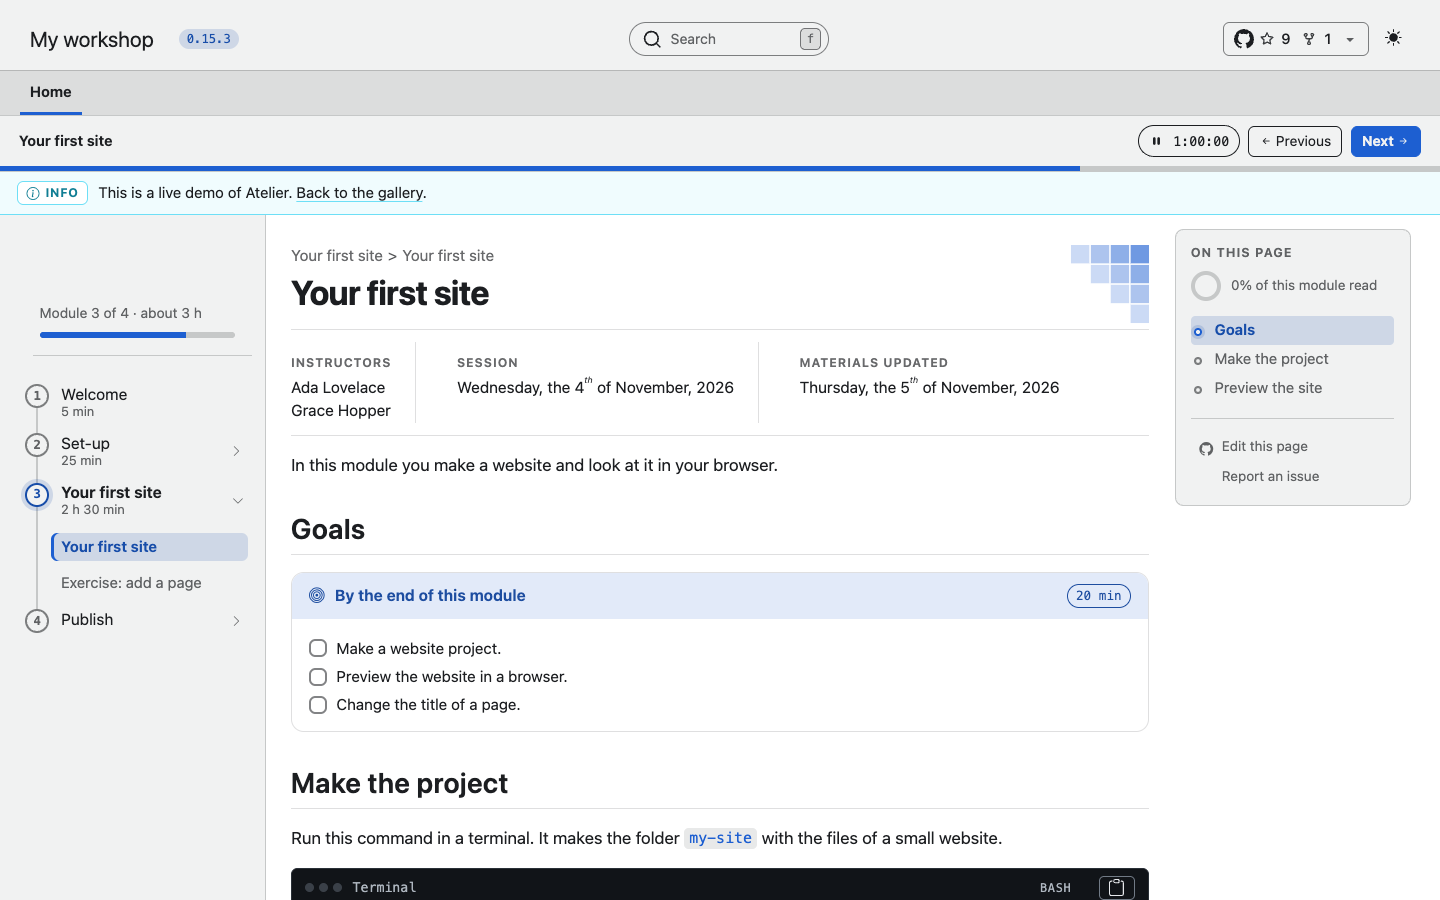 My workshop
0.15.3
Search
f
9
1
Home
Your first site
1:00:00
← Previous
Next →
INFO
This is a live demo of Atelier. Back to the gallery.
Module 3 of 4 · about 3 h
1
Welcome
5 min
2
Set-up
25 min
3
Your first site
2 h 30 min
Your first site
Exercise: add a page
4
Publish
Your first site > Your first site
Your first site
INSTRUCTORS
Ada Lovelace
Grace Hopper
SESSION
Wednesday, the 4th of November, 2026
MATERIALS UPDATED
Thursday, the 5th of November, 2026
In this module you make a website and look at it in your browser.
Goals
By the end of this module
20 min
Make a website project.
Preview the website in a browser.
Change the title of a page.
Make the project
Run this command in a terminal. It makes the folder my-site with the files of a small website.
Terminal
BASH
ON THIS PAGE
0% of this module read
Goals
Make the project
Preview the site
Edit this page
Report an issue